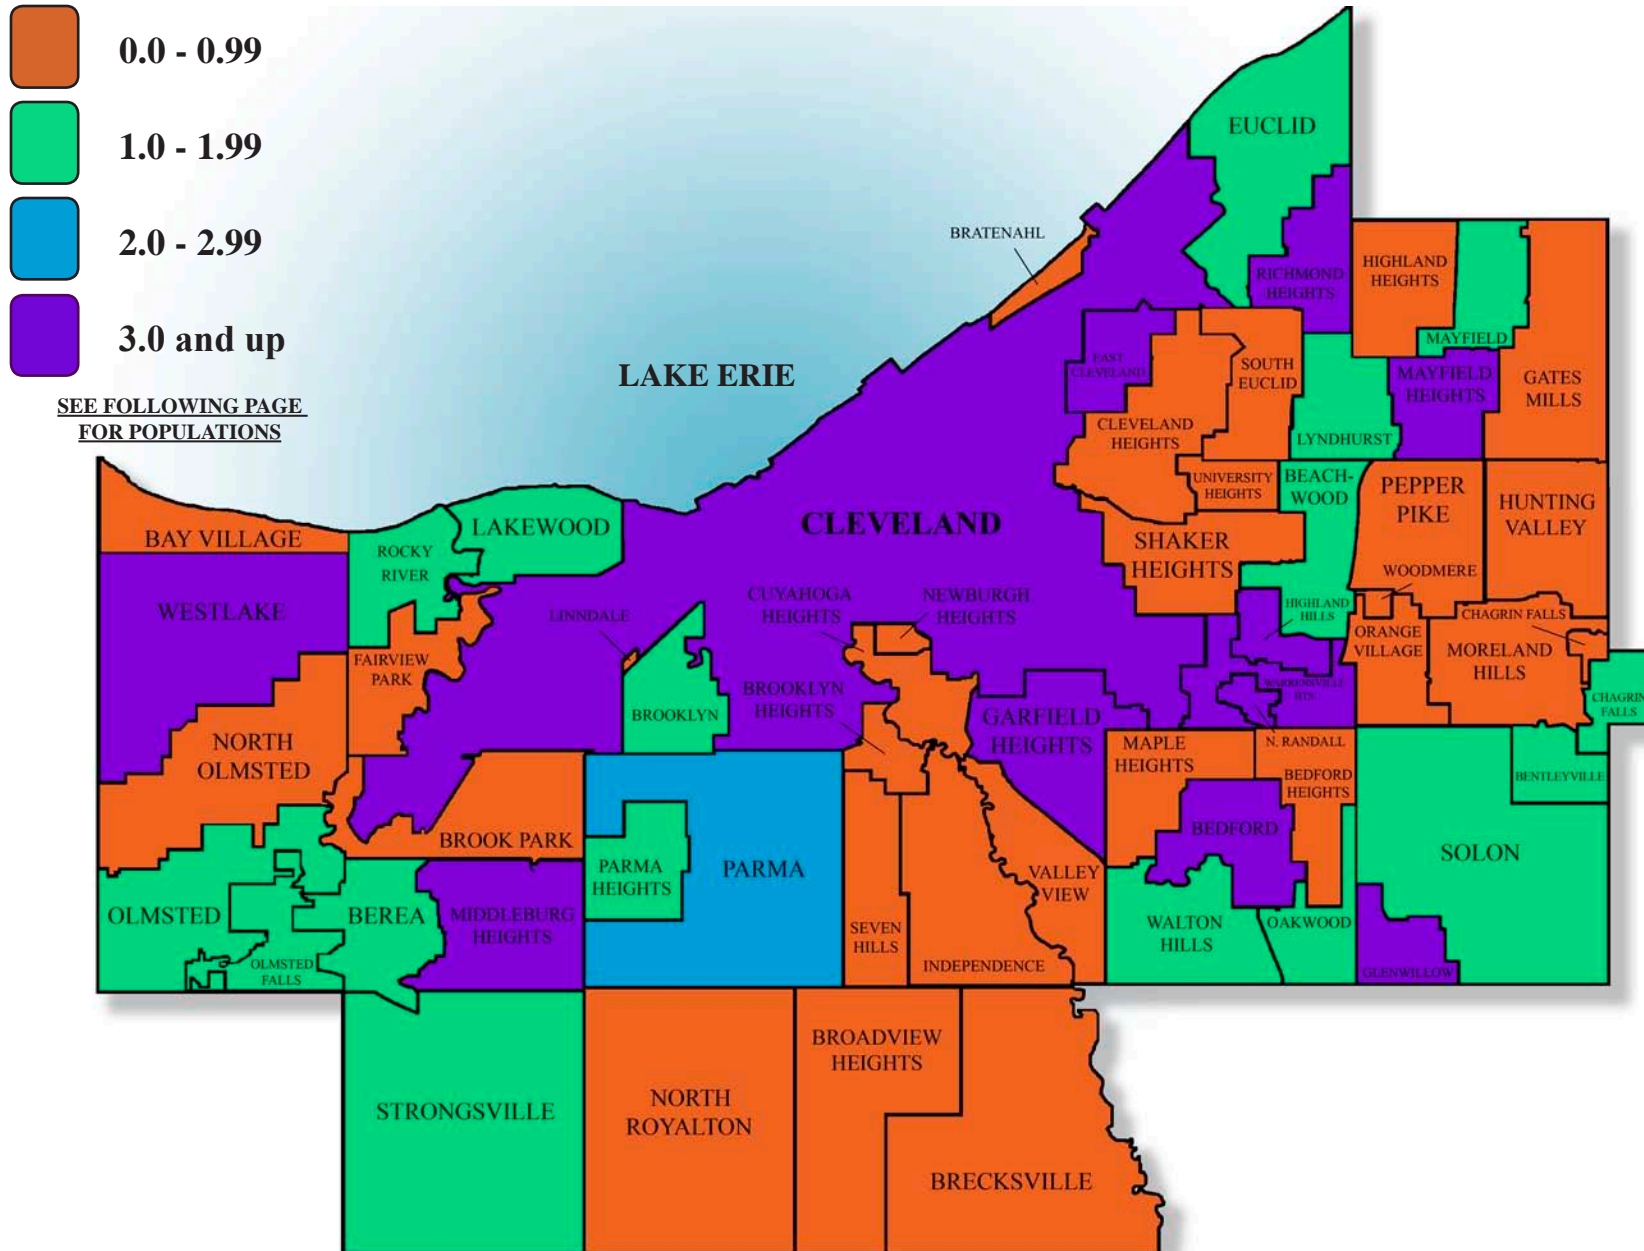 0.0 - 0.99
1.0 - 1.99
2.0 - 2.99
3.0 and up
SEE FOLLOWING PAGE
FOR POPULATIONS
LAKE ERIE
EUCLID
BRATENAHL
RICHMOND
HEIGHTS
HIGHLAND
HEIGHTS
MAYFIELD
EAST
CLEVELAND
SOUTH
EUCLID
MAYFIELD
HEIGHTS
GATES
MILLS
CLEVELAND
HEIGHTS
LYNDHURST
UNIVERSITY
HEIGHTS
BEACH-
WOOD
PEPPER
PIKE
HUNTING
VALLEY
BAY VILLAGE
ROCKY
RIVER
LAKEWOOD
CLEVELAND
SHAKER
HEIGHTS
WOODMERE
WESTLAKE
LINNDALE
CUYAHOGA
HEIGHTS
NEWBURGH
HEIGHTS
HIGHLAND
HILLS
CHAGRIN FALLS
ORANGE
VILLAGE
MORELAND
HILLS
FAIRVIEW
PARK
BROOKLYN
HEIGHTS
BROOKLYN
GARFIELD
HEIGHTS
WARRENSVILLE
HTS.
CHAGRIN
FALLS
NORTH
OLMSTED
MAPLE
HEIGHTS
N. RANDALL
BEDFORD
HEIGHTS
BENTLEYVILLE
BROOK PARK
BEDFORD
PARMA
HEIGHTS
PARMA
SOLON
VALLEY
VIEW
OLMSTED
BEREA
MIDDLEBURG
HEIGHTS
SEVEN
HILLS
WALTON
HILLS
OAKWOOD
OLMSTED
FALLS
INDEPENDENCE
GLENWILLOW
BROADVIEW
HEIGHTS
STRONGSVILLE
NORTH
ROYALTON
BRECKSVILLE